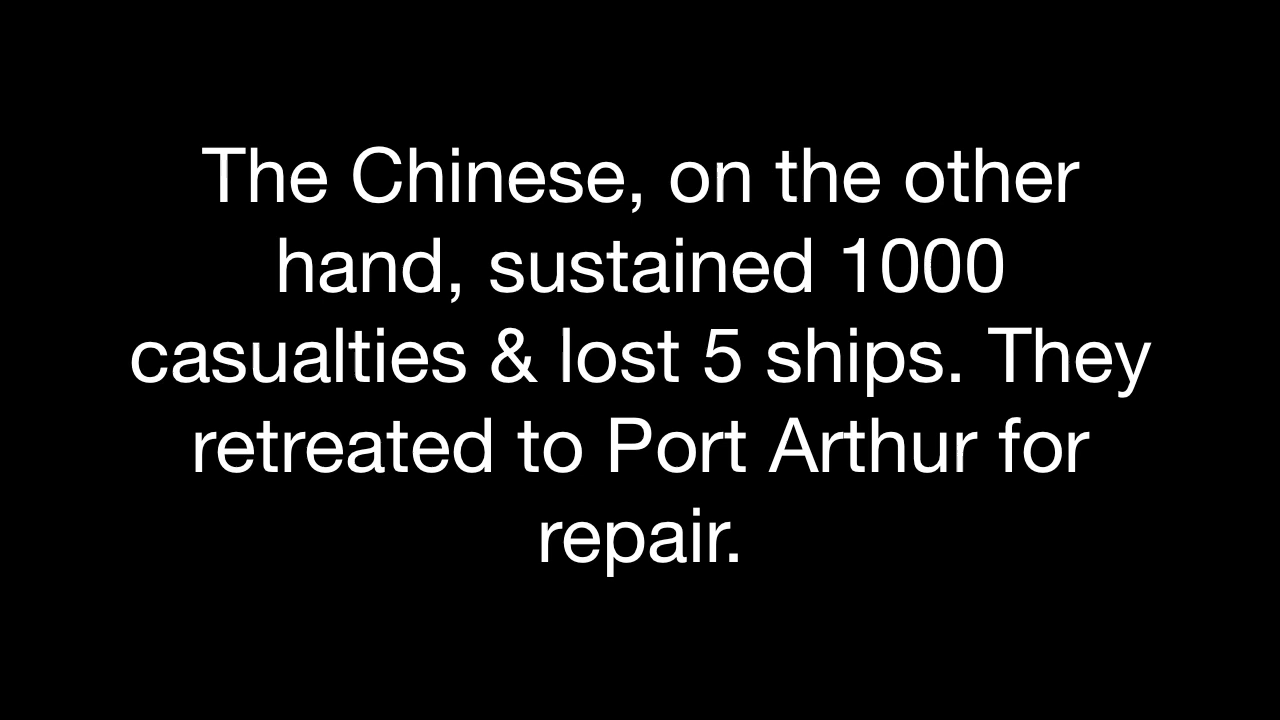 The Chinese, on the other
hand, sustained 1000
casualties & lost 5 ships. They
retreated to Port Arthur for
repair.